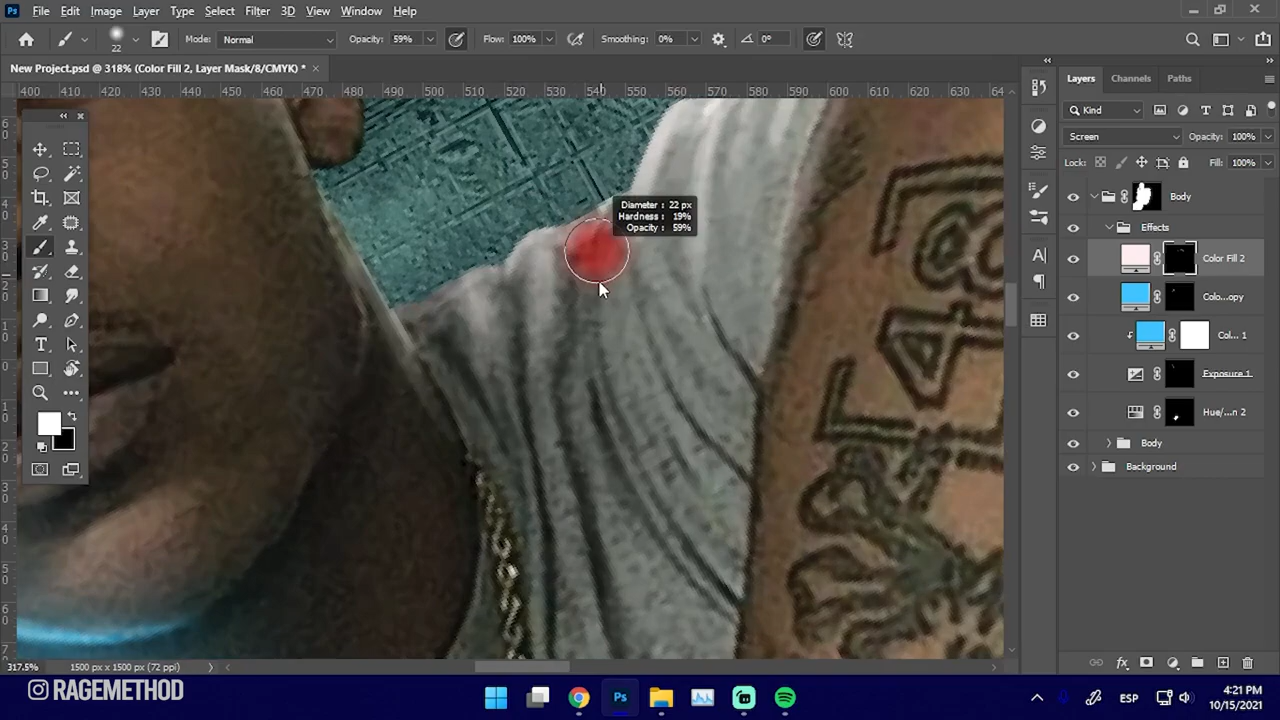 Ps File Edit Image Layer Type Select Filter 3D View Window Help
22 Mode: Normal Opacity: 59% Flow: 100% Smoothing: 0% 0°
New Project.psd @ 318% (Color Fill 2, Layer Mask/8/CMYK) * ×
400 410 420 430 440 450 460 470 480 490 500 510 520 530 540 550 560 570 580 590 600 610 620 630 64
Layers Channels Paths
Kind
Screen Opacity: 100%
Lock: Fill: 100%
Body
Diameter : 22 px
Hardness : 19%
Opacity : 59%
Effects
Color Fill 2
Colo...opy
Col... 1
Exposure 1
Hue/...n 2
Body
Background
48
317.5% 1500 px x 1500 px (72 ppi)
RAGEMETHOD
Ps
ESP
4:21 PM
10/15/2021